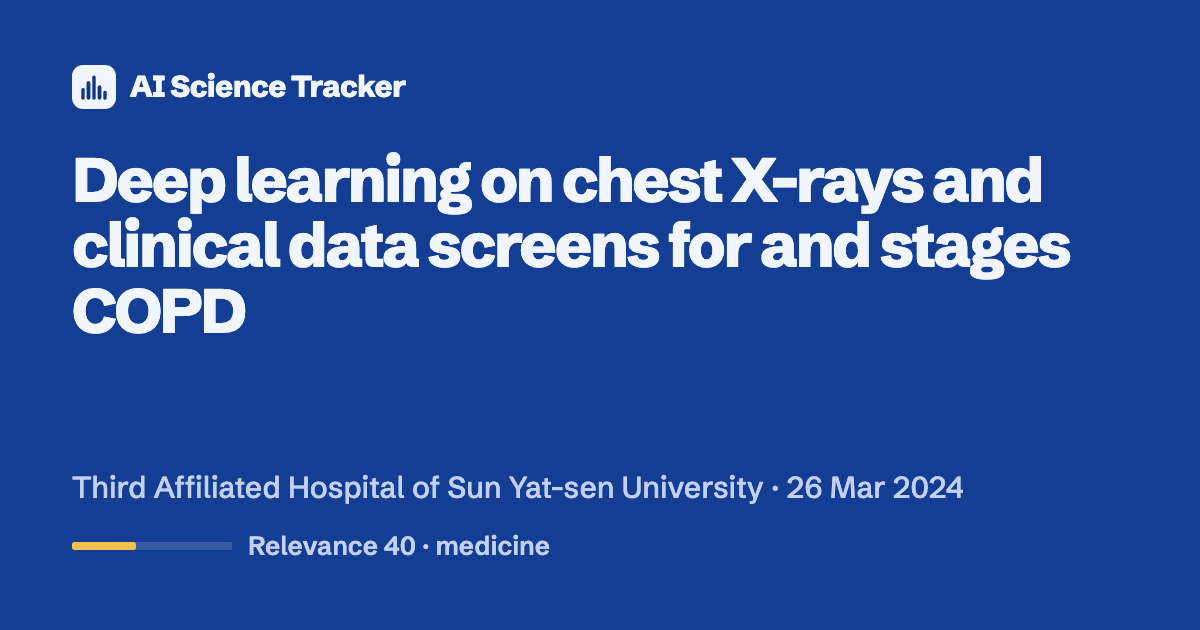 AI Science Tracker
Deep learning on chest X-rays and
clinical data screens for and stages
COPD
Third Affiliated Hospital of Sun Yat-sen University · 26 Mar 2024
Relevance 40 · medicine